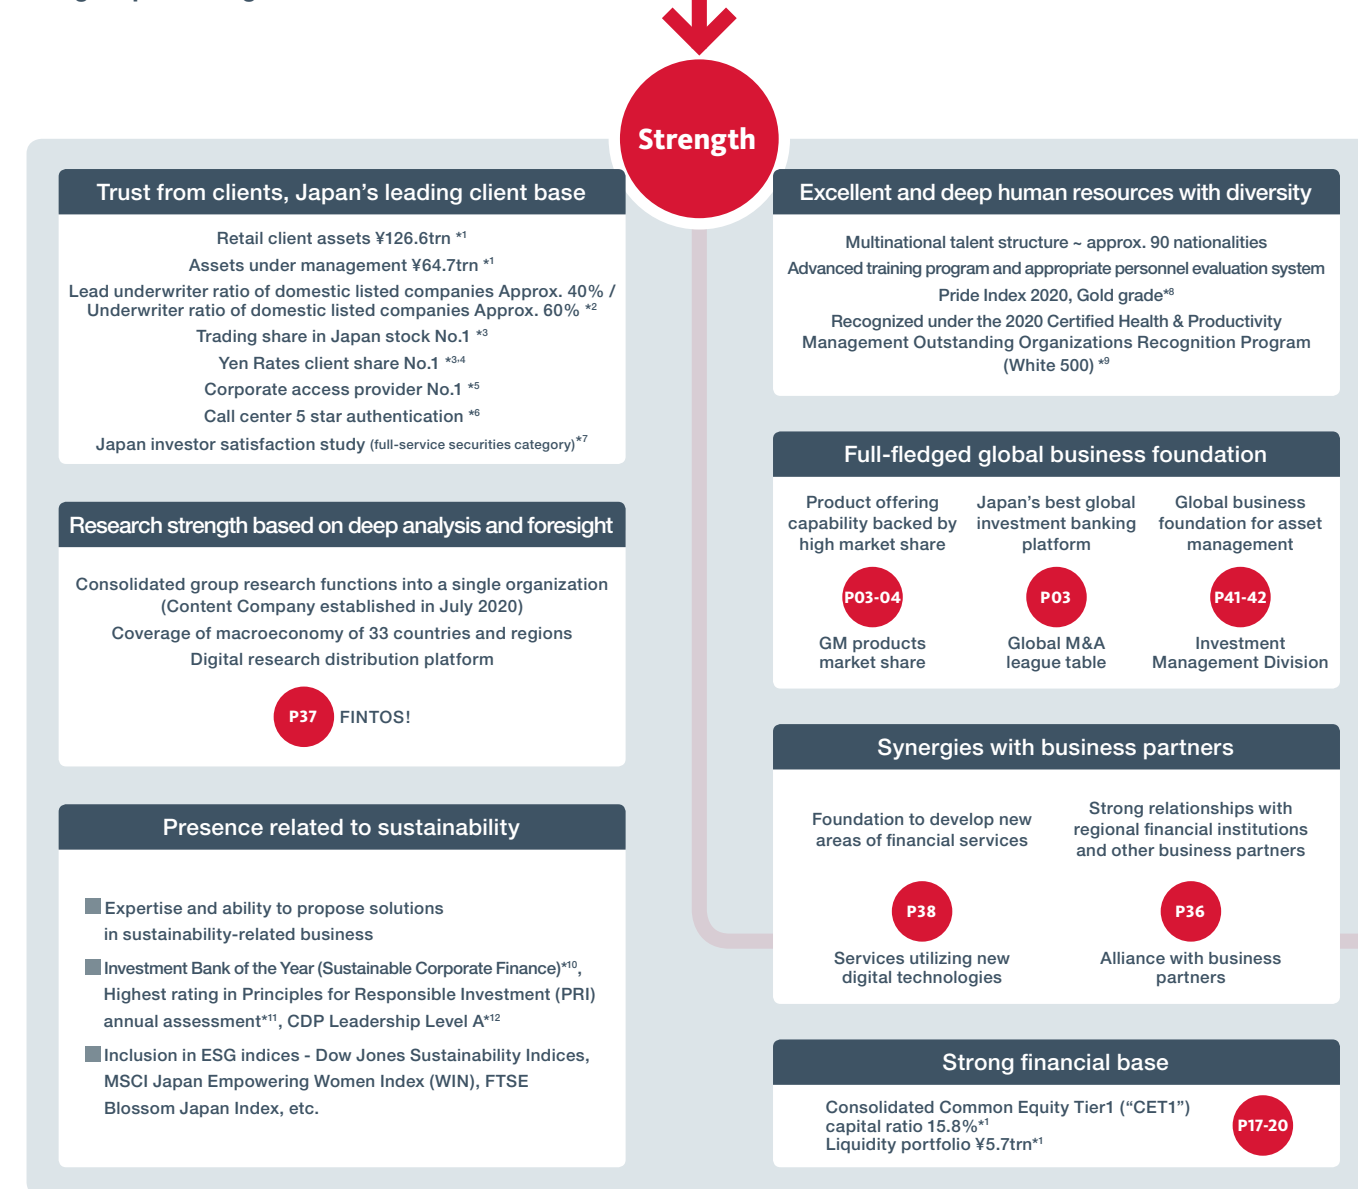 Strength
Trust from clients, Japan's leading client base
Retail client assets ¥126.6trn *1
Assets under management ¥64.7trn *1
Lead underwriter ratio of domestic listed companies Approx. 40% /
Underwriter ratio of domestic listed companies Approx. 60% *2
Trading share in Japan stock No.1 *3
Yen Rates client share No.1 *3,4
Corporate access provider No.1 *5
Call center 5 star authentication *6
Japan investor satisfaction study (full-service securities category)*7
Research strength based on deep analysis and foresight
Consolidated group research functions into a single organization
(Content Company established in July 2020)
Coverage of macroeconomy of 33 countries and regions
Digital research distribution platform
P37 FINTOS!
Presence related to sustainability
Expertise and ability to propose solutions
in sustainability-related business
Investment Bank of the Year (Sustainable Corporate Finance)*10,
Highest rating in Principles for Responsible Investment (PRI)
annual assessment*11, CDP Leadership Level A*12
Inclusion in ESG indices - Dow Jones Sustainability Indices,
MSCI Japan Empowering Women Index (WIN), FTSE
Blossom Japan Index, etc.
Excellent and deep human resources with diversity
Multinational talent structure ~ approx. 90 nationalities
Advanced training program and appropriate personnel evaluation system
Pride Index 2020, Gold grade*8
Recognized under the 2020 Certified Health & Productivity
Management Outstanding Organizations Recognition Program
(White 500) *9
Full-fledged global business foundation
Product offering
capability backed by
high market share
P03-04
GM products
market share
Japan's best global
investment banking
platform
P03
Global M&A
league table
Global business
foundation for asset
management
P41-42
Investment
Management Division
Synergies with business partners
Foundation to develop new
areas of financial services
P38
Services utilizing new
digital technologies
Strong relationships with
regional financial institutions
and other business partners
P36
Alliance with business
partners
Strong financial base
Consolidated Common Equity Tier1 (“CET1”)
capital ratio 15.8%*1
Liquidity portfolio ¥5.7trn*1
P17-20